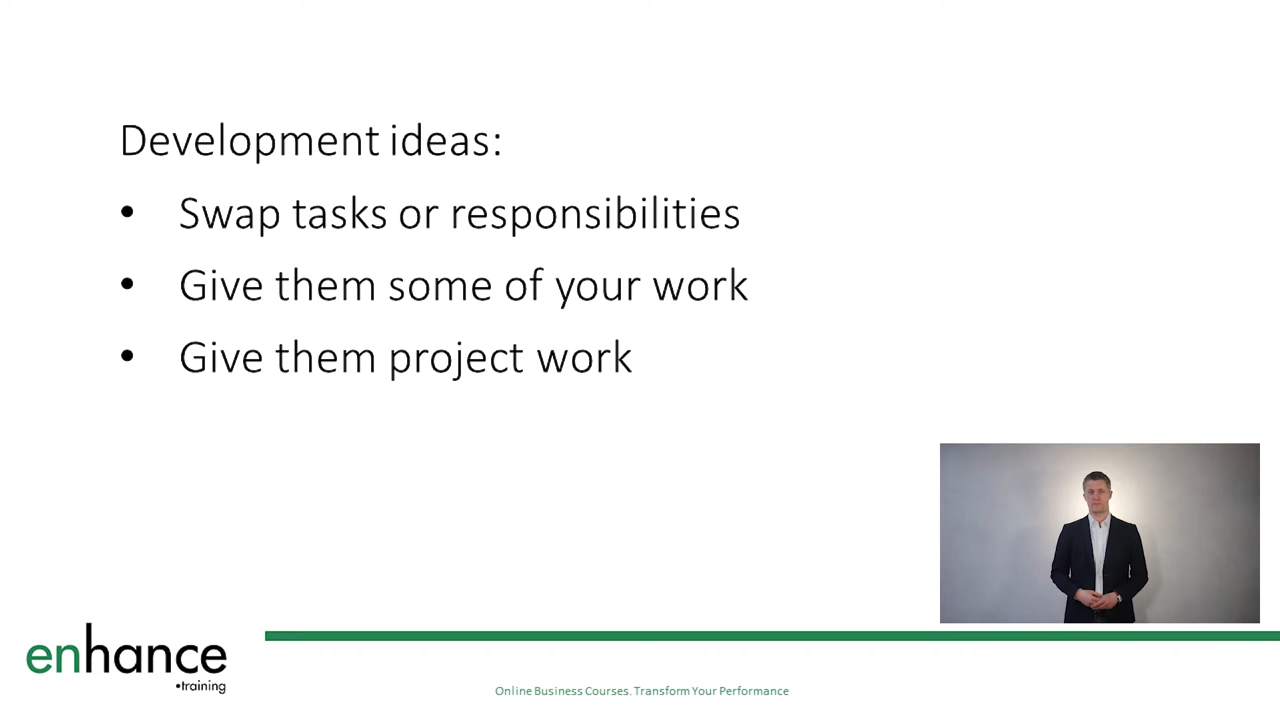 Development ideas:
• Swap tasks or responsibilities
• Give them some of your work
• Give them project work
enhance
•training
Online Business Courses. Transform Your Performance